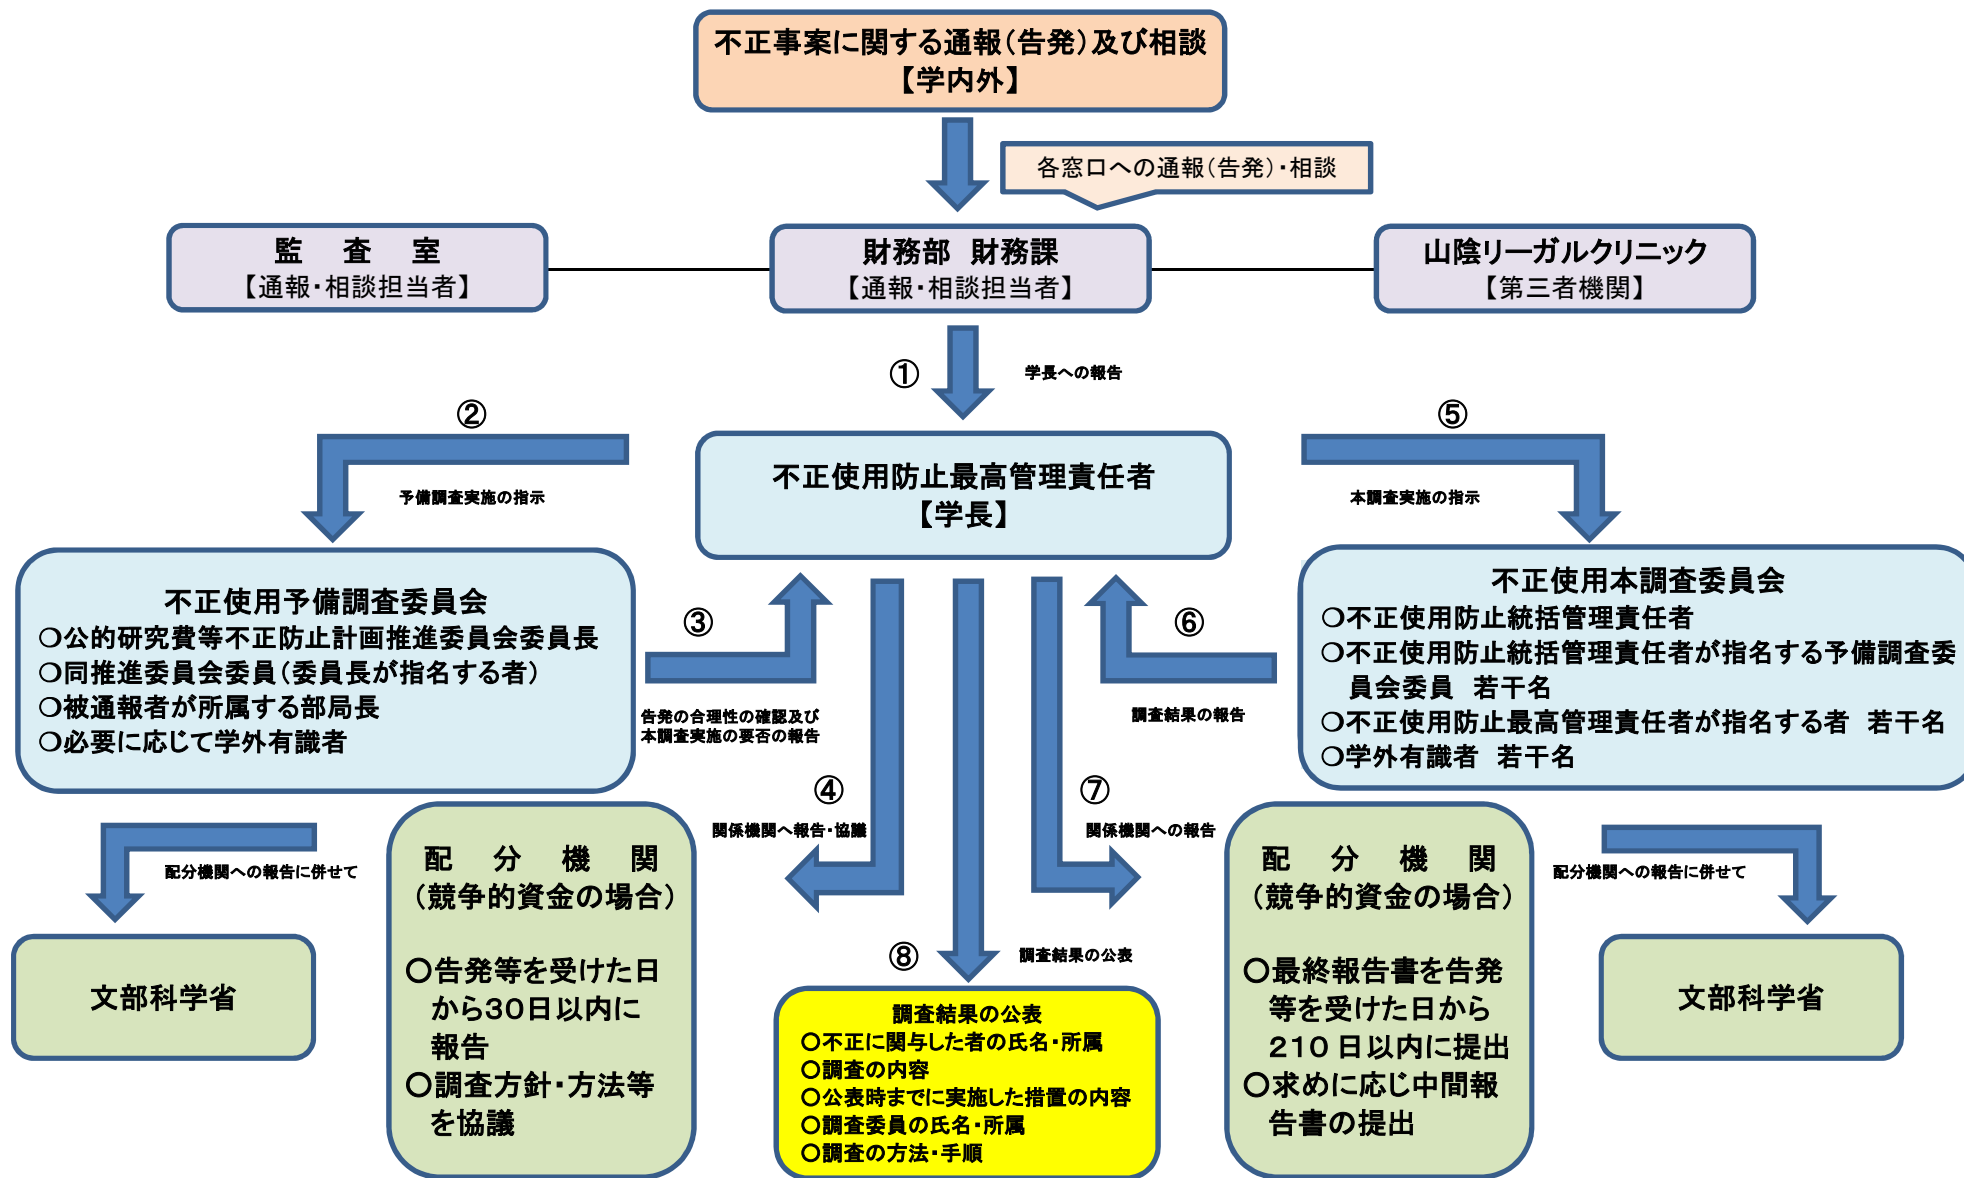 不正事案に関する通報(告発)及び相談
【学内外】
各窓口への通報(告発)・相談
監　査　室
【通報・相談担当者】
財務部　財務課
【通報・相談担当者】
山陰リーガルクリニック
【第三者機関】
①
学長への報告
②
予備調査実施の指示
⑤
本調査実施の指示
不正使用防止最高管理責任者
【学長】
不正使用予備調査委員会
○公的研究費等不正防止計画推進委員会委員長
○同推進委員会委員(委員長が指名する者)
○被通報者が所属する部局長
○必要に応じて学外有識者
③
告発の合理性の確認及び
本調査実施の要否の報告
⑥
調査結果の報告
不正使用本調査委員会
○不正使用防止統括管理責任者
○不正使用防止統括管理責任者が指名する予備調査委
員会委員　若干名
○不正使用防止最高管理責任者が指名する者　若干名
○学外有識者　若干名
④
関係機関へ報告・協議
⑦
関係機関への報告
配分機関への報告に併せて
文部科学省
配　分　機　関
(競争的資金の場合)
○告発等を受けた日
から30日以内に
報告
○調査方針・方法等
を協議
⑧
調査結果の公表
調査結果の公表
○不正に関与した者の氏名・所属
○調査の内容
○公表時までに実施した措置の内容
○調査委員の氏名・所属
○調査の方法・手順
配　分　機　関
(競争的資金の場合)
○最終報告書を告発
等を受けた日から
210日以内に提出
○求めに応じ中間報
告書の提出
配分機関への報告に併せて
文部科学省